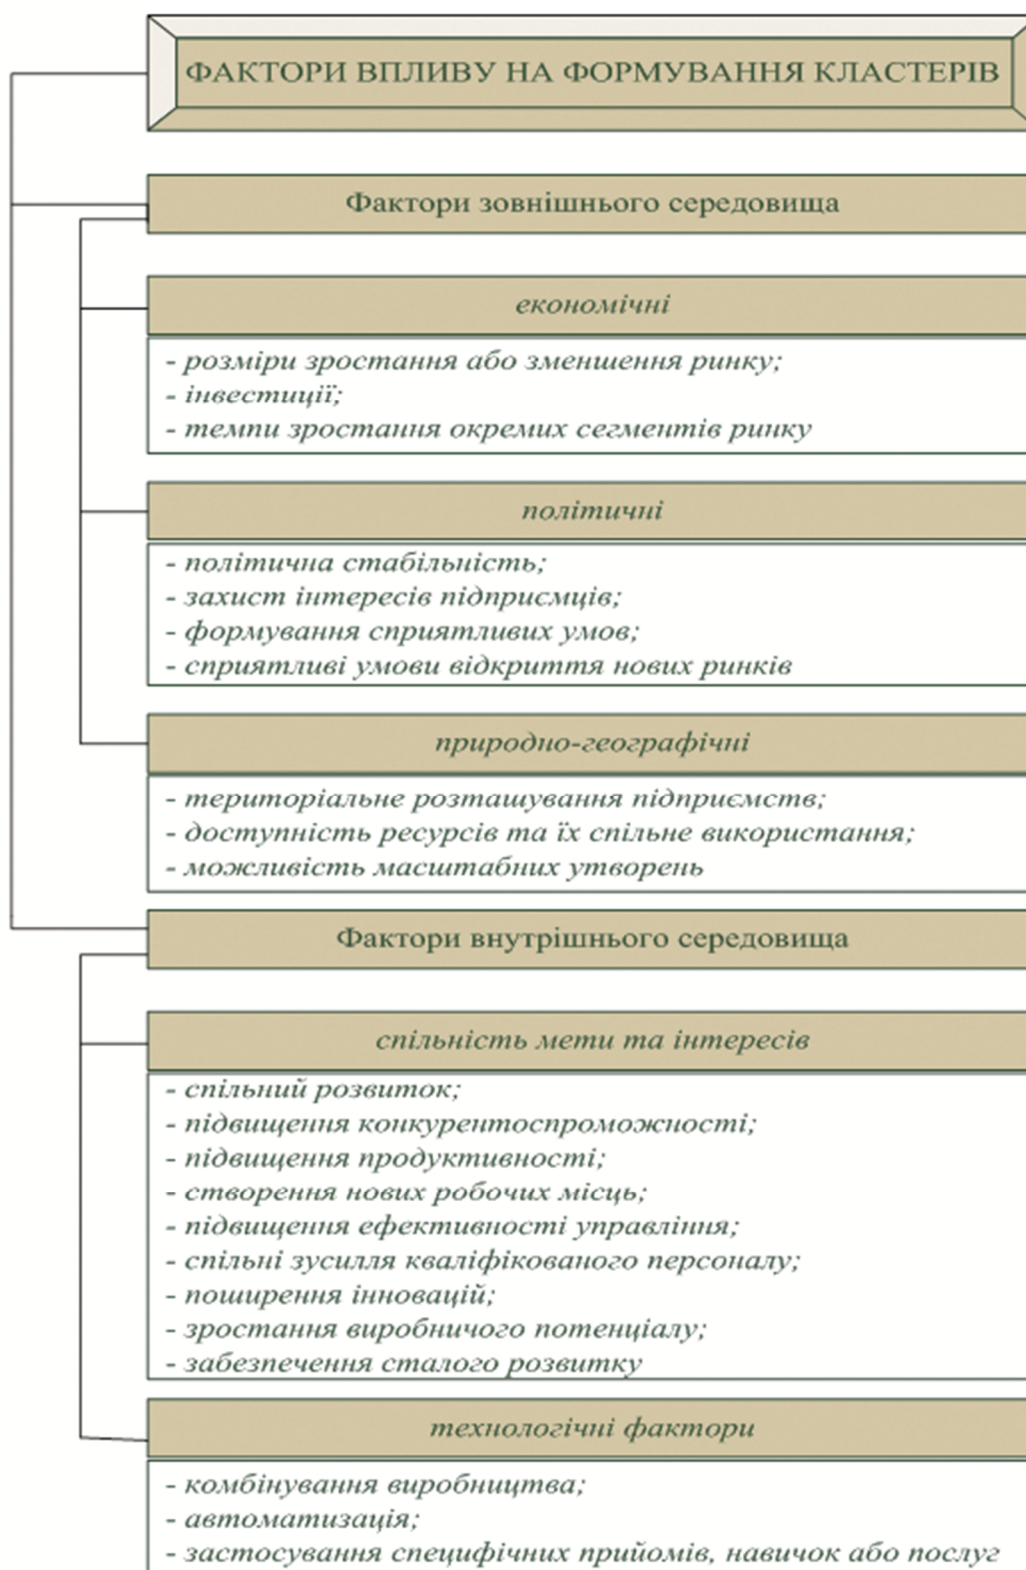 ФАКТОРИ ВПЛИВУ НА ФОРМУВАННЯ КЛАСТЕРІВ
Фактори зовнішнього середовища
економічні
- розміри зростання або зменшення ринку;
- інвестиції;
- темпи зростання окремих сегментів ринку
політичні
- політична стабільність;
- захист інтересів підприємців;
- формування сприятливих умов;
- сприятливі умови відкриття нових ринків
природно-географічні
- територіальне розташування підприємств;
- доступність ресурсів та їх спільне використання;
- можливість масштабних утворень
Фактори внутрішнього середовища
спільність мети та інтересів
- спільний розвиток;
- підвищення конкурентоспроможності;
- підвищення продуктивності;
- створення нових робочих місць;
- підвищення ефективності управління;
- спільні зусилля кваліфікованого персоналу;
- поширення інновацій;
- зростання виробничого потенціалу;
- забезпечення сталого розвитку
технологічні фактори
- комбінування виробництва;
- автоматизація;
- застосування специфічних прийомів, навичок або послуг